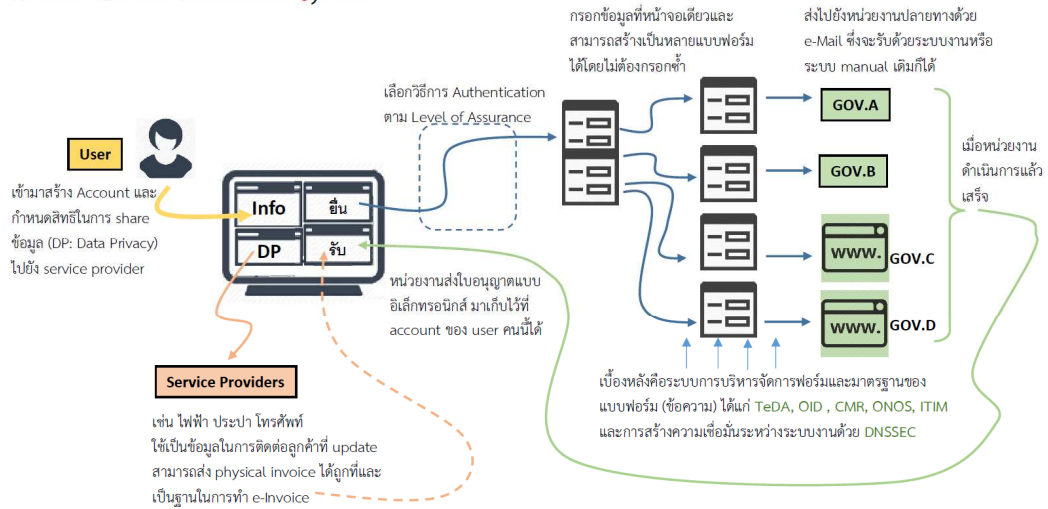 กรอกข้อมูลที่หน้าจอเดียวและ
สามารถสร้างเป็นหลายแบบฟอร์ม
ได้โดยไม่ต้องกรอกซ้ำ
ส่งไปยังหน่วยงานปลายทางด้วย
e-Mail ซึ่งจะรับด้วยระบบงานหรือ
ระบบ manual เดิมก็ได้
เลือกวิธีการ Authentication
ตาม Level of Assurance
User
เข้ามาสร้าง Account และ
กำหนดสิทธิในการ share
ข้อมูล (DP: Data Privacy)
ไปยัง service provider
Info
ยื่น
DP
รับ
GOV.A
GOV.B
www. GOV.C
www. GOV.D
เมื่อหน่วยงาน
ดำเนินการแล้ว
เสร็จ
หน่วยงานส่งใบอนุญาตแบบ
อิเล็กทรอนิกส์ มาเก็บไว้ที่
account ของ user คนนี้ได้
Service Providers
เช่น ไฟฟ้า ประปา โทรศัพท์
ใช้เป็นข้อมูลในการติดต่อลูกค้าที่ update
สามารถส่ง physical invoice ได้ถูกที่และ
เป็นฐานในการทำ e-Invoice
เบื้องหลังคือระบบการบริหารจัดการฟอร์มและมาตรฐานของ
แบบฟอร์ม (ข้อความ) ได้แก่ TeDA, OID , CMR, ONOS, ITIM
และการสร้างความเชื่อมั่นระหว่างระบบงานด้วย DNSSEC